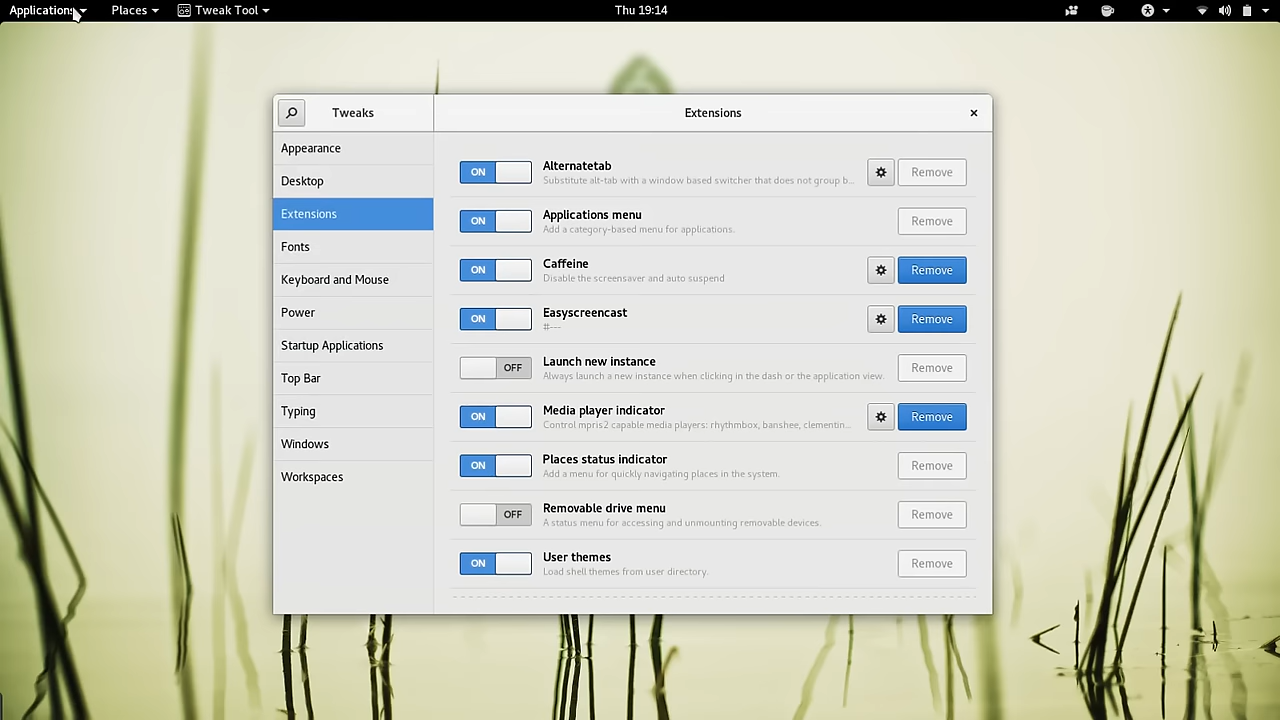 Applications Places Tweak Tool Thu 19:14
Tweaks Extensions
Appearance
Desktop
Extensions
Fonts
Keyboard and Mouse
Power
Startup Applications
Top Bar
Typing
Windows
Workspaces
ON Alternatetab Remove
Substitute alt-tab with a window based switcher that does not group b...
ON Applications menu Remove
Add a category-based menu for applications.
ON Caffeine Remove
Disable the screensaver and auto suspend
ON Easyscreencast Remove
#---
OFF Launch new instance Remove
Always launch a new instance when clicking in the dash or the application view.
ON Media player indicator Remove
Control mpris2 capable media players: rhythmbox, banshee, clementin...
ON Places status indicator Remove
Add a menu for quickly navigating places in the system.
OFF Removable drive menu Remove
A status menu for accessing and unmounting removable devices.
ON User themes Remove
Load shell themes from user directory.